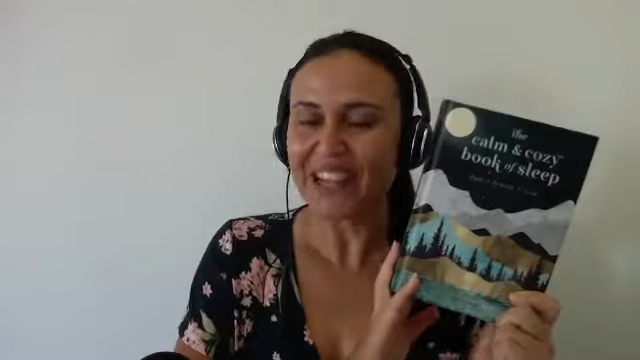 the
calm & cozy
book of sleep